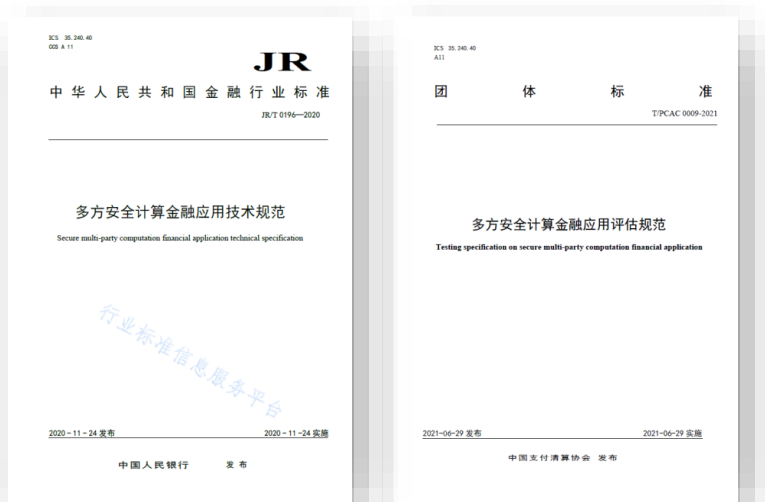 ICS 35.240.40
CCS A 11
JR
中华人民共和国金融行业标准
JR/T 0196—2020
多方安全计算金融应用技术规范
Secure multi-party computation financial application technical specification
行业标准信息服务平台
2020-11-24 发布
2020-11-24 实施
中国人民银行 发布
ICS 35.240.40
A11
团体标准
T/PCAC 0009-2021
多方安全计算金融应用评估规范
Testing specification on secure multi-party computation financial application
2021-06-29 发布
2021-06-29 实施
中国支付清算协会 发布